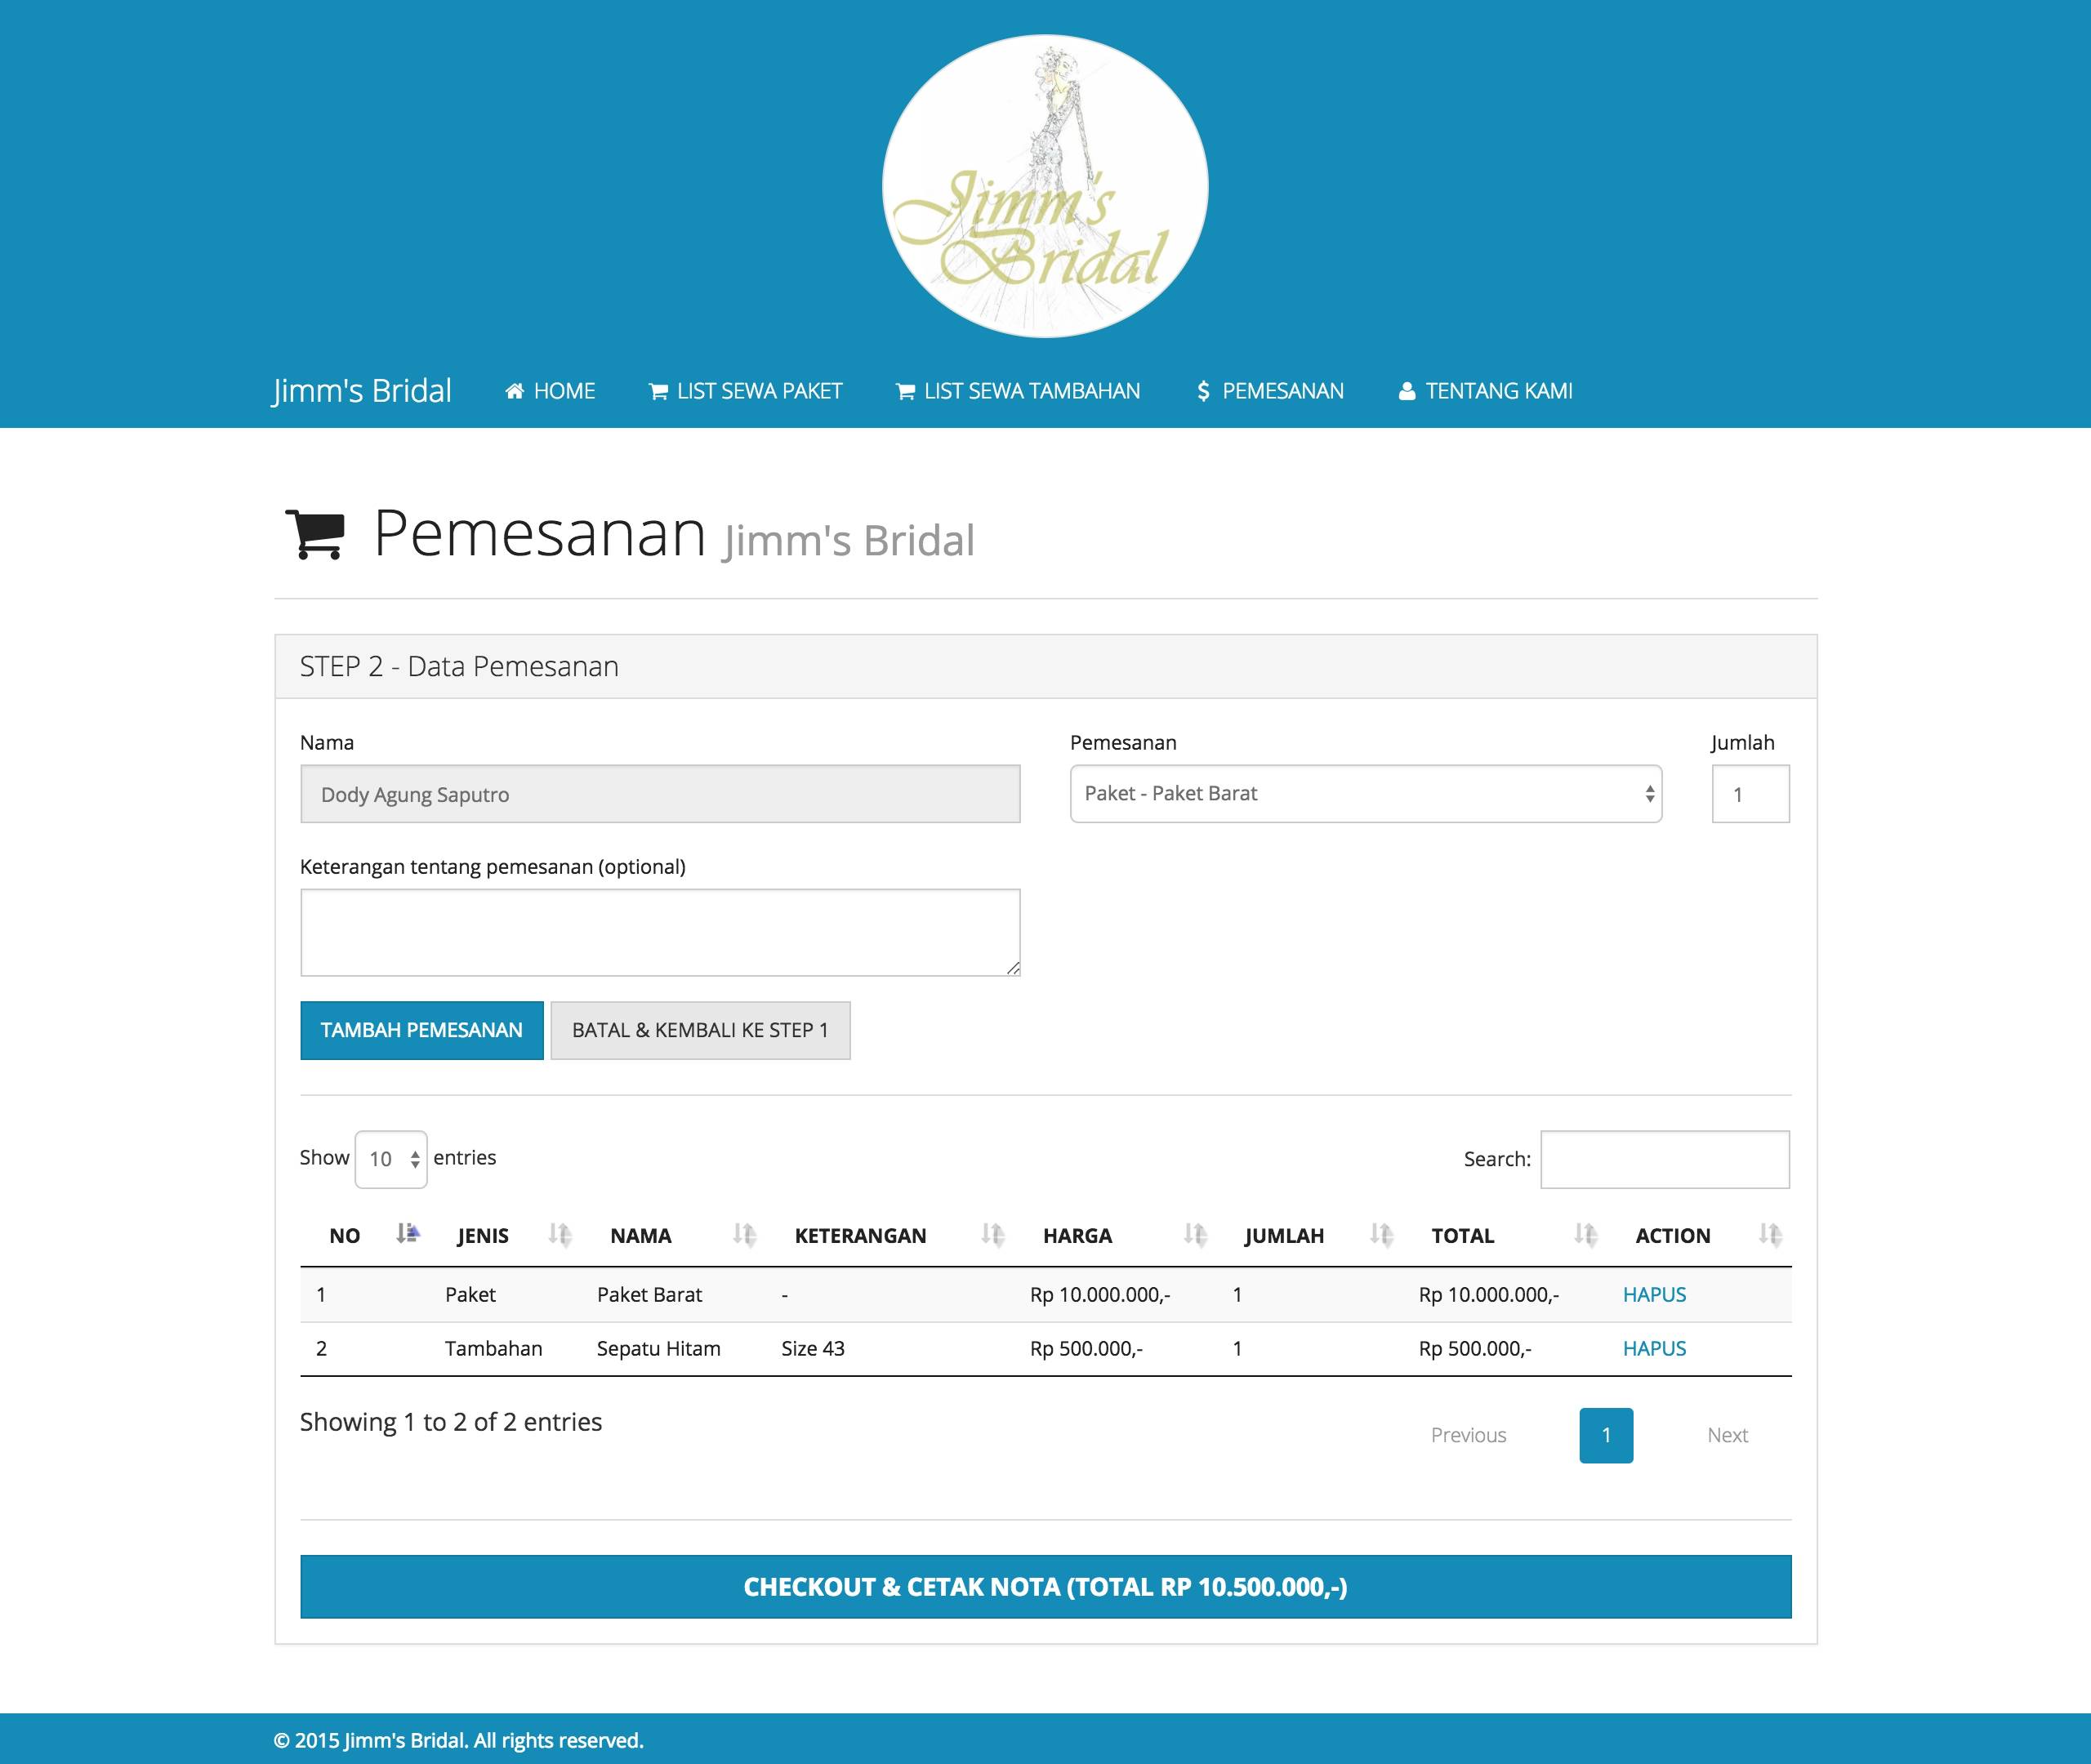 Jimm's
Bridal
Jimm's Bridal HOME LIST SEWA PAKET LIST SEWA TAMBAHAN PEMESANAN TENTANG KAMI
Pemesanan Jimm's Bridal
STEP 2 - Data Pemesanan
Nama Pemesanan Jumlah
Dody Agung Saputro Paket - Paket Barat 1
Keterangan tentang pemesanan (optional)
TAMBAH PEMESANAN BATAL & KEMBALI KE STEP 1
Show 10 entries Search:
NO JENIS NAMA KETERANGAN HARGA JUMLAH TOTAL ACTION
1 Paket Paket Barat - Rp 10.000.000,- 1 Rp 10.000.000,- HAPUS
2 Tambahan Sepatu Hitam Size 43 Rp 500.000,- 1 Rp 500.000,- HAPUS
Showing 1 to 2 of 2 entries
Previous 1 Next
CHECKOUT & CETAK NOTA (TOTAL RP 10.500.000,-)
© 2015 Jimm's Bridal. All rights reserved.